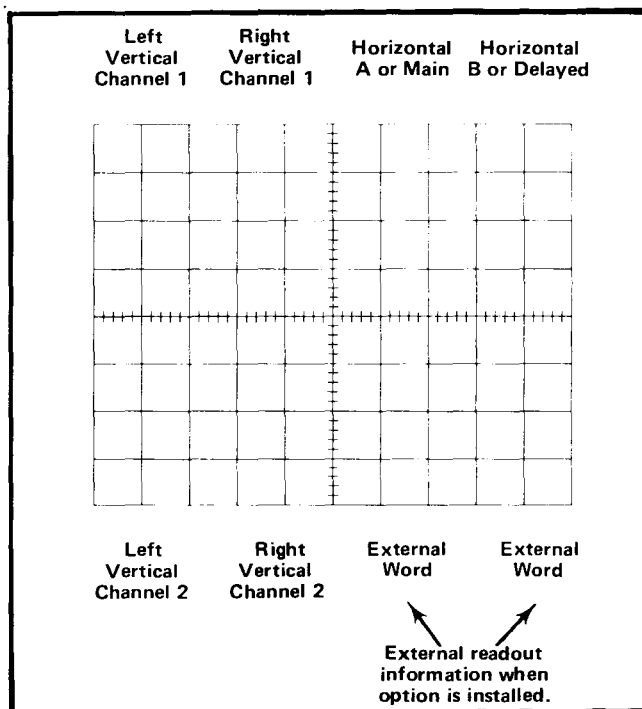 Left
Vertical
Channel 1
Right
Vertical
Channel 1
Horizontal
A or Main
Horizontal
B or Delayed
Left
Vertical
Channel 2
Right
Vertical
Channel 2
External
Word
External
Word
External readout
information when
option is installed.